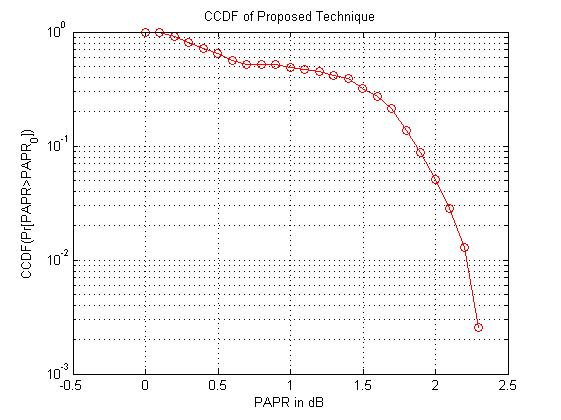 CCDF of Proposed Technique
10^0
10^-1
10^-2
10^-3
CCDF(Pr[PAPR>PAPR_0])
-0.5 0 0.5 1 1.5 2 2.5
PAPR in dB